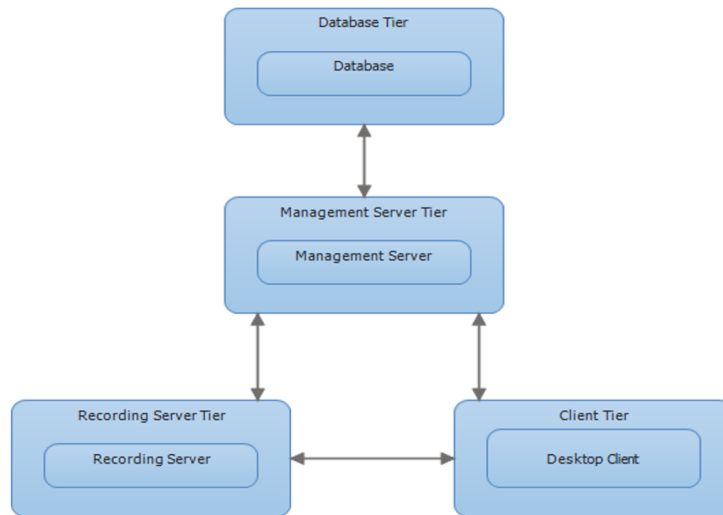 Database Tier
Database
Management Server Tier
Management Server
Recording Server Tier
Recording Server
Client Tier
Desktop Client